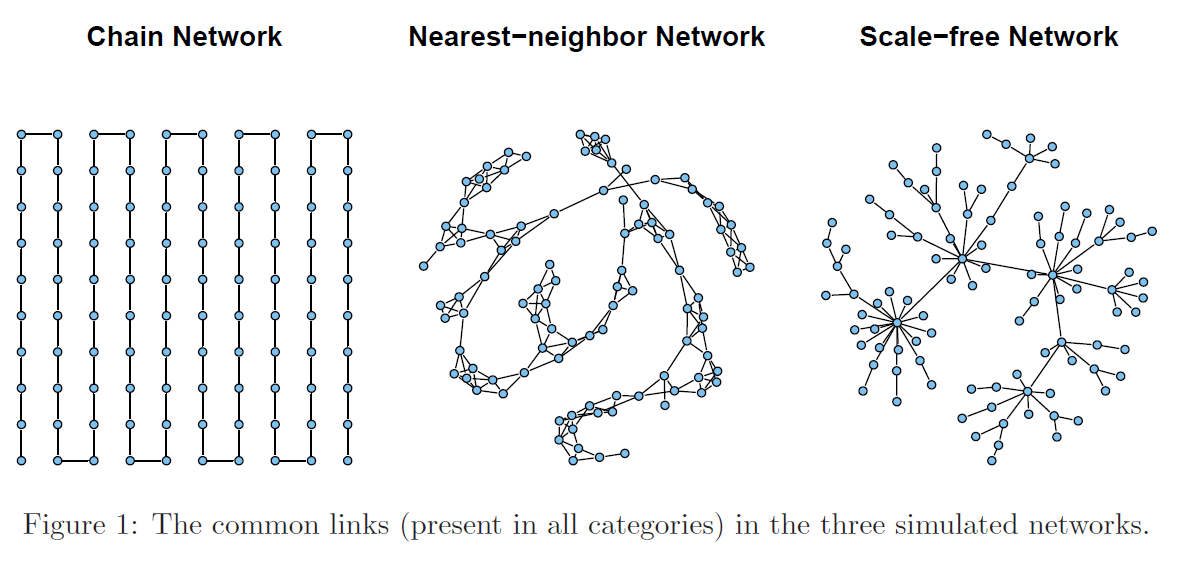 Chain Network
Nearest−neighbor Network
Scale−free Network
Figure 1: The common links (present in all categories) in the three simulated networks.